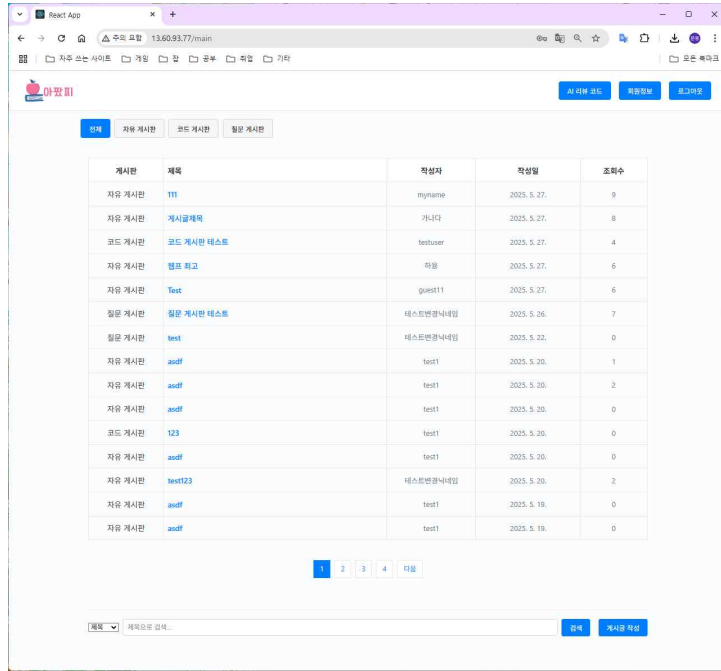 React App
주의 요함 13.60.93.77/main
자주 쓰는 사이트 게임 잡 공부 취업 기타 모든 북마크
아팠피 AI 리뷰 코드 회원정보 로그아웃
전체 자유 게시판 코드 게시판 질문 게시판
게시판 제목 작성자 작성일 조회수
자유 게시판 111 myname 2025. 5. 27. 9
자유 게시판 게시글제목 가나다 2025. 5. 27. 8
코드 게시판 코드 게시판 테스트 testuser 2025. 5. 27. 4
자유 게시판 웹프 최고 하융 2025. 5. 27. 6
자유 게시판 Test guest11 2025. 5. 27. 6
질문 게시판 질문 게시판 테스트 테스트변경닉네임 2025. 5. 26. 7
질문 게시판 test 테스트변경닉네임 2025. 5. 22. 0
자유 게시판 asdf test1 2025. 5. 20. 1
자유 게시판 asdf test1 2025. 5. 20. 2
자유 게시판 asdf test1 2025. 5. 20. 0
코드 게시판 123 test1 2025. 5. 20. 0
자유 게시판 asdf test1 2025. 5. 20. 0
자유 게시판 test123 테스트변경닉네임 2025. 5. 20. 2
자유 게시판 asdf test1 2025. 5. 19. 0
자유 게시판 asdf test1 2025. 5. 19. 0
1 2 3 4 다음
제목 제목으로 검색... 검색 게시글 작성